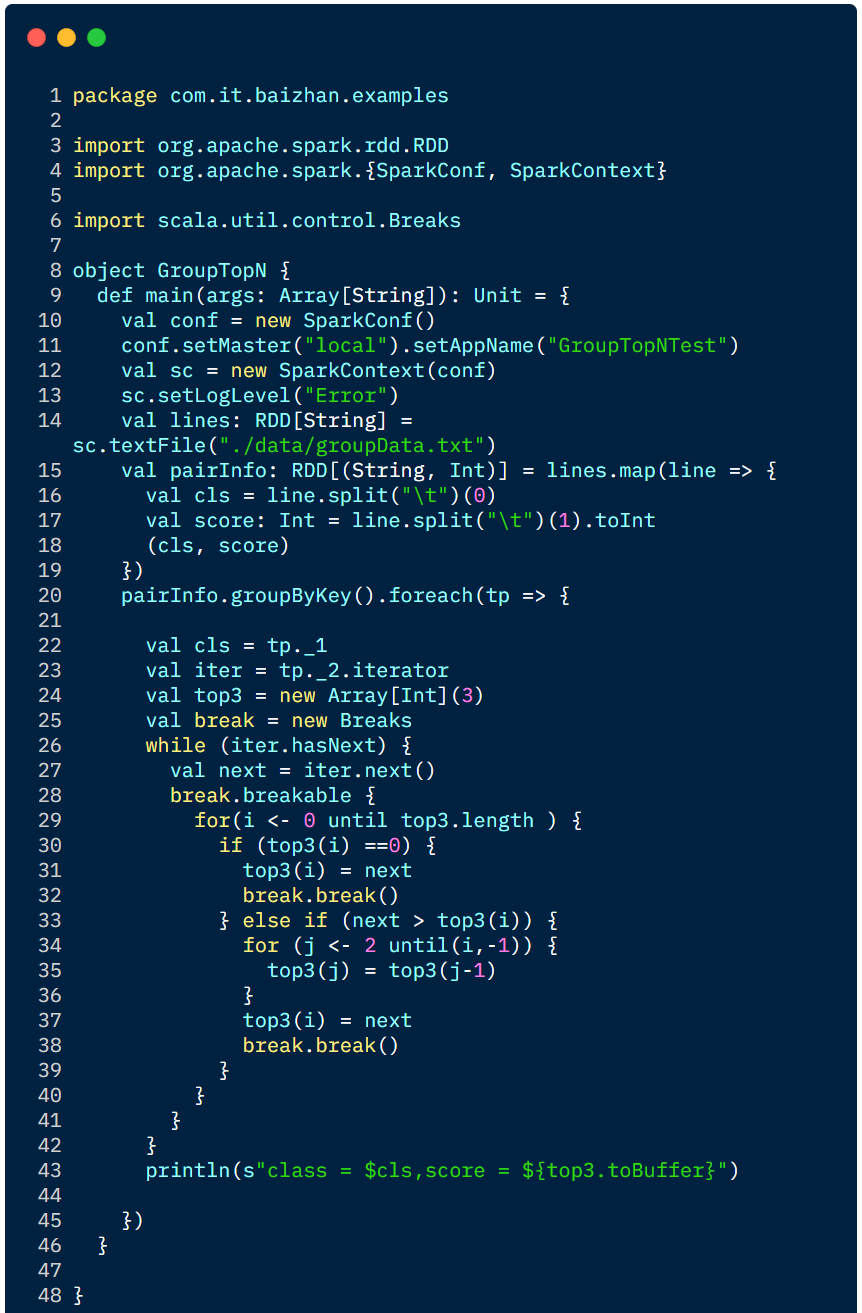 1 package com.it.baizhan.examples
2
3 import org.apache.spark.rdd.RDD
4 import org.apache.spark.{SparkConf, SparkContext}
5
6 import scala.util.control.Breaks
7
8 object GroupTopN {
9   def main(args: Array[String]): Unit = {
10     val conf = new SparkConf()
11     conf.setMaster("local").setAppName("GroupTopNTest")
12     val sc = new SparkContext(conf)
13     sc.setLogLevel("Error")
14     val lines: RDD[String] =
sc.textFile("./data/groupData.txt")
15     val pairInfo: RDD[(String, Int)] = lines.map(line => {
16       val cls = line.split("\t")(0)
17       val score: Int = line.split("\t")(1).toInt
18       (cls, score)
19     })
20     pairInfo.groupByKey().foreach(tp => {
21
22       val cls = tp._1
23       val iter = tp._2.iterator
24       val top3 = new Array[Int](3)
25       val break = new Breaks
26       while (iter.hasNext) {
27         val next = iter.next()
28         break.breakable {
29           for(i <- 0 until top3.length ) {
30             if (top3(i) ==0) {
31               top3(i) = next
32               break.break()
33             } else if (next > top3(i)) {
34               for (j <- 2 until(i,-1)) {
35                 top3(j) = top3(j-1)
36               }
37               top3(i) = next
38               break.break()
39             }
40           }
41         }
42       }
43       println(s"class = $cls,score = ${top3.toBuffer}")
44
45     })
46   }
47
48 }